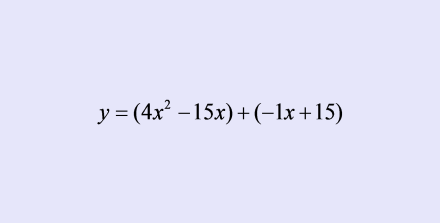 y = (4x² − 15x) + (−1x + 15)